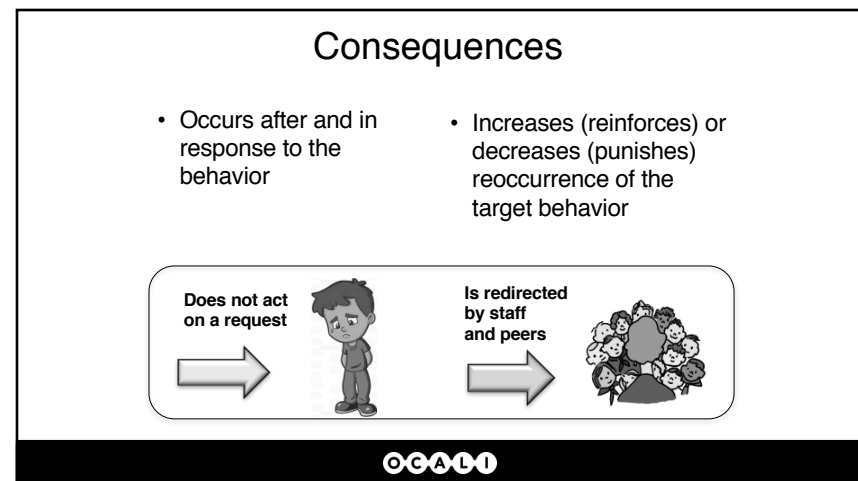 Consequences
• Occurs after and in
response to the
behavior
• Increases (reinforces) or
decreases (punishes)
reoccurrence of the
target behavior
Does not act
on a request
Is redirected
by staff
and peers
OCALI